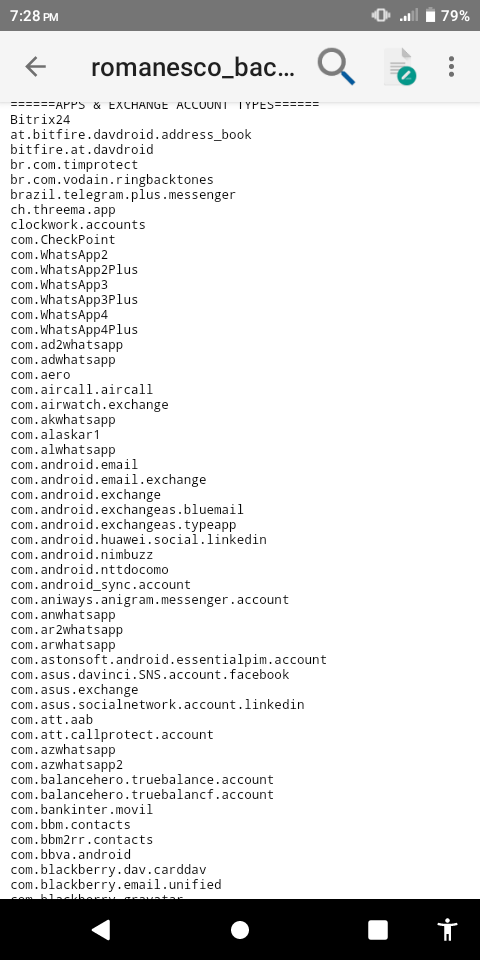 7:28 PM
79%
romanesco_bac...
======APPS & EXCHANGE ACCOUNT TYPES======
Bitrix24
at.bitfire.davdroid.address_book
bitfire.at.davdroid
br.com.timprotect
br.com.vodain.ringbacktones
brazil.telegram.plus.messenger
ch.threema.app
clockwork.accounts
com.CheckPoint
com.WhatsApp2
com.WhatsApp2Plus
com.WhatsApp3
com.WhatsApp3Plus
com.WhatsApp4
com.WhatsApp4Plus
com.ad2whatsapp
com.adwhatsapp
com.aero
com.aircall.aircall
com.airwatch.exchange
com.akwhatsapp
com.alaskar1
com.alwhatsapp
com.android.email
com.android.email.exchange
com.android.exchange
com.android.exchangeas.bluemail
com.android.exchangeas.typeapp
com.android.huawei.social.linkedin
com.android.nimbuzz
com.android.nttdocomo
com.android_sync.account
com.aniways.anigram.messenger.account
com.anwhatsapp
com.ar2whatsapp
com.arwhatsapp
com.astonsoft.android.essentialpim.account
com.asus.davinci.SNS.account.facebook
com.asus.exchange
com.asus.socialnetwork.account.linkedin
com.att.aab
com.att.callprotect.account
com.azwhatsapp
com.azwhatsapp2
com.balancehero.truebalance.account
com.balancehero.truebalancf.account
com.bankinter.movil
com.bbm.contacts
com.bbm2rr.contacts
com.bbva.android
com.blackberry.dav.carddav
com.blackberry.email.unified
com.blackberry.gravatar